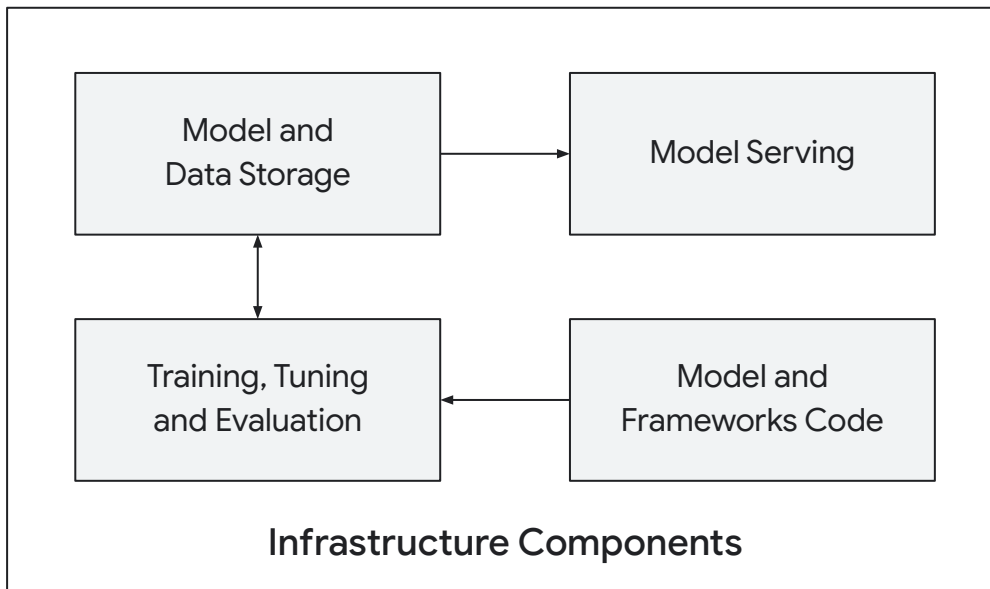 Model and
Data Storage
Model Serving
Training, Tuning
and Evaluation
Model and
Frameworks Code
Infrastructure Components